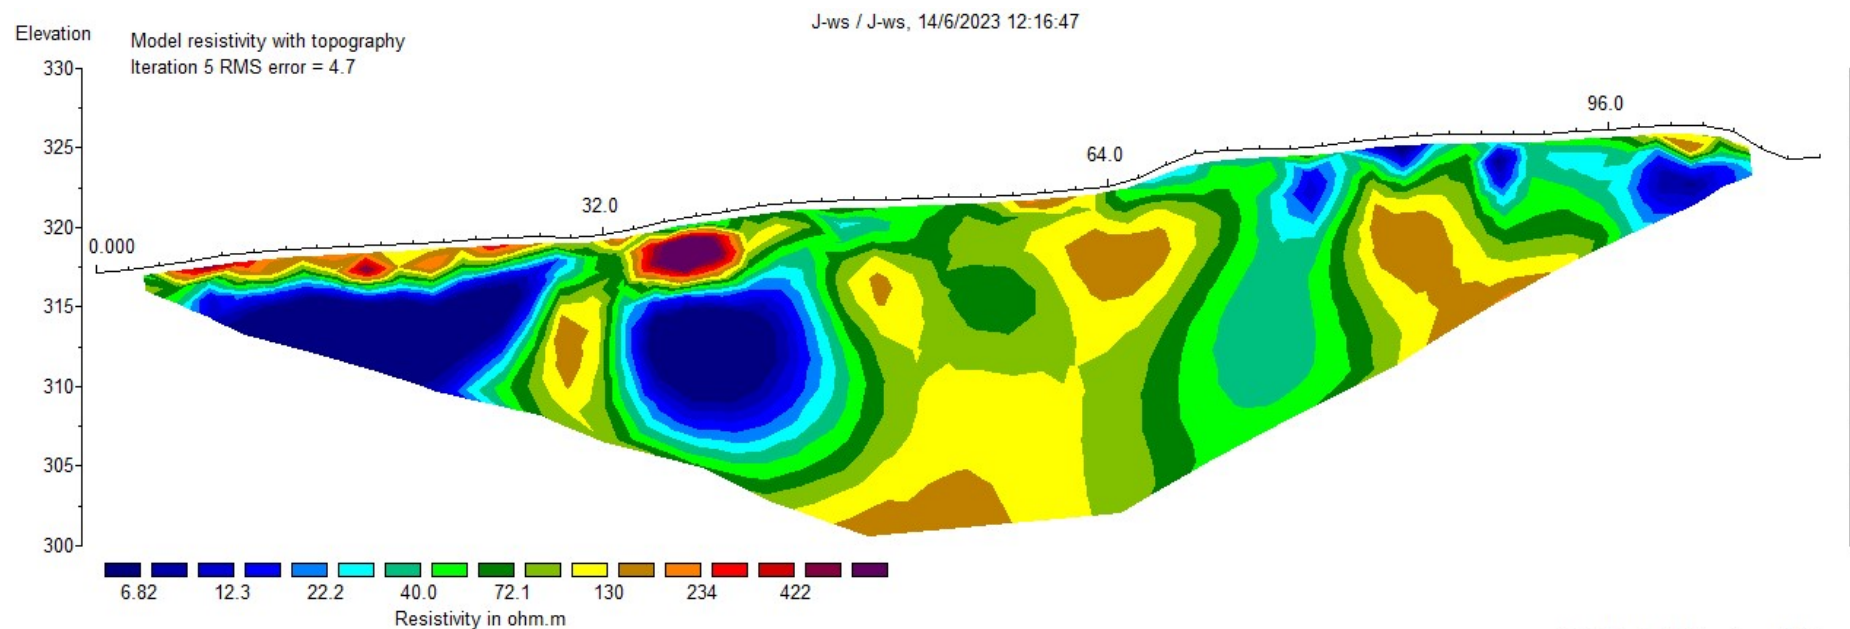 J-ws / J-ws, 14/6/2023 12:16:47
Elevation
Model resistivity with topography
Iteration 5 RMS error = 4.7
330
96.0
325
64.0
32.0
320
0.000
315
310
305
300
6.82 12.3 22.2 40.0 72.1 130 234 422
Resistivity in ohm.m